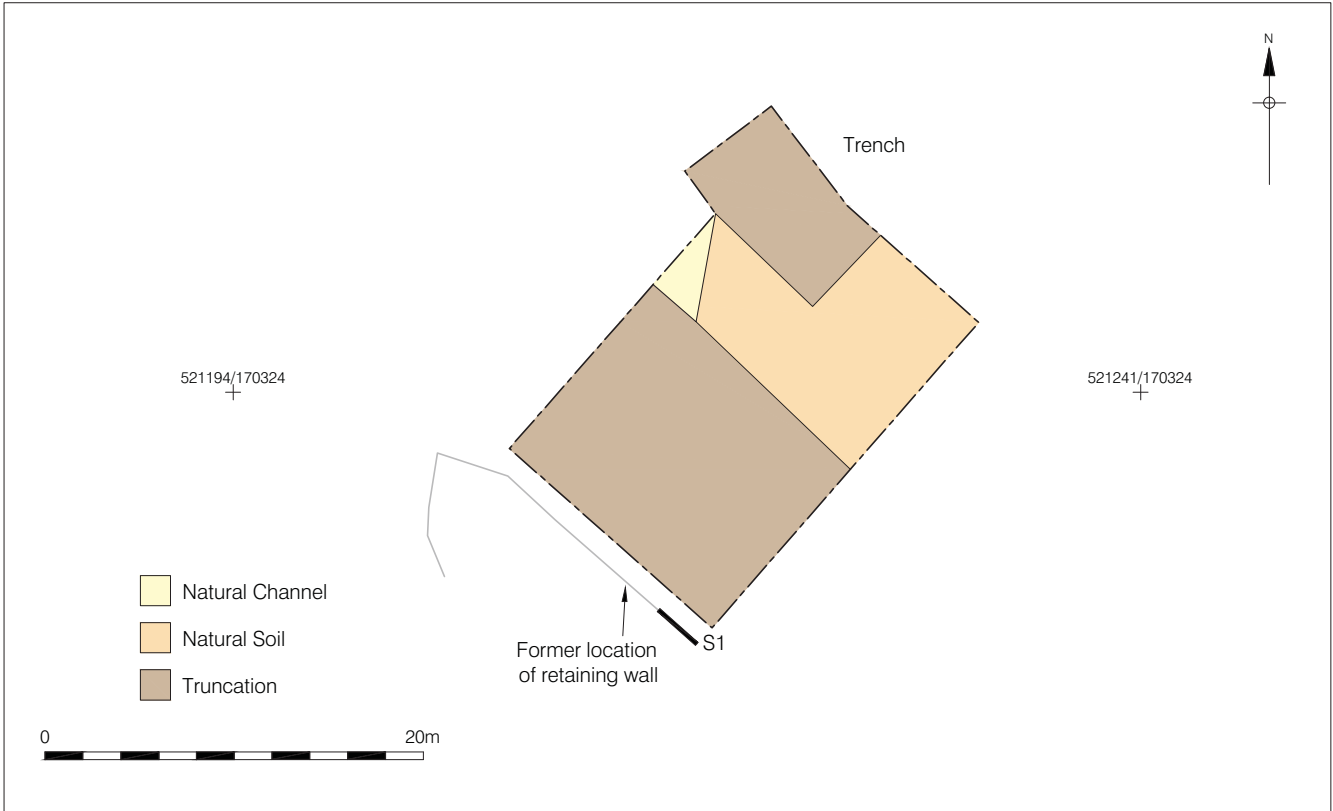 N
Trench
521194/170324
521241/170324
Natural Channel
Natural Soil
Truncation
Former location
of retaining wall
S1
0
20m